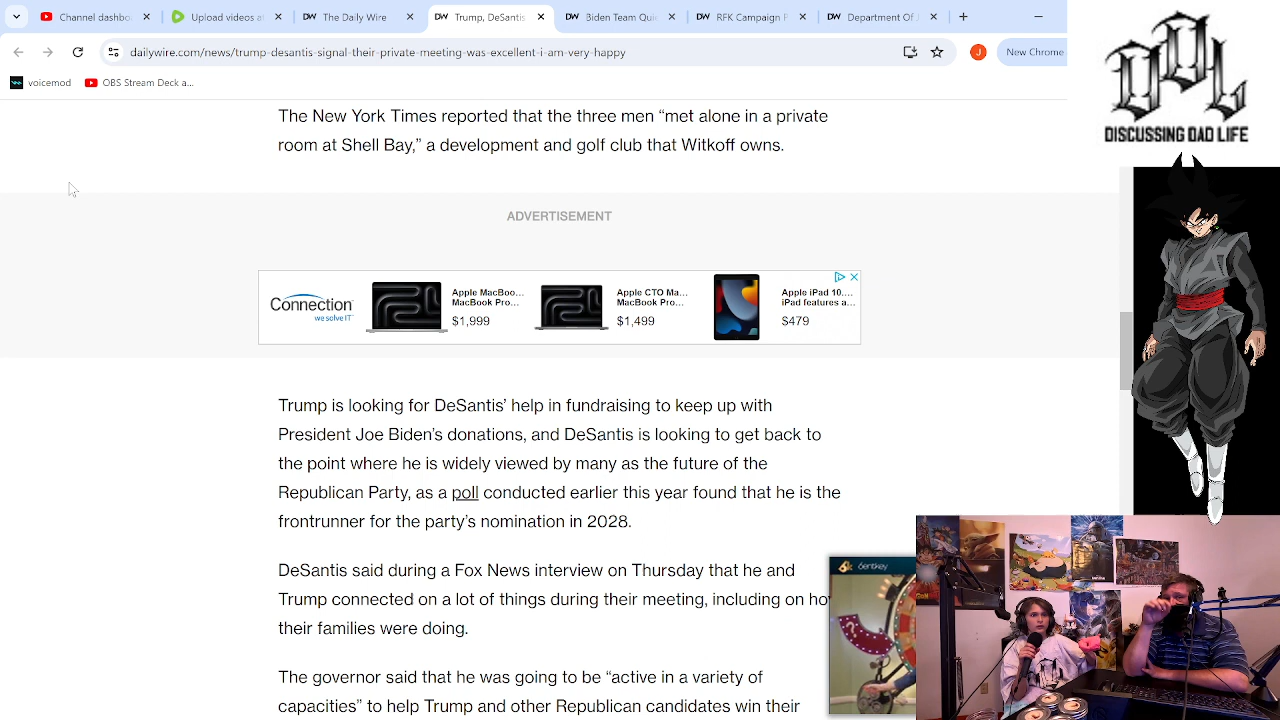 Channel dashbo
Upload videos a
The Daily Wire
Trump, DeSantis
Biden Team Qui
RFK Campaign P
Department Of J
dailywire.com/news/trump-desantis-signal-their-private-meeting-was-excellent-i-am-very-happy
J
New Chrome
voicemod
OBS Stream Deck a...
DDL
DISCUSSING DAD LIFE
The New York Times reported that the three men “met alone in a private
room at Shell Bay,” a development and golf club that Witkoff owns.
ADVERTISEMENT
Connection
we solve IT
Apple MacBoo...
MacBook Pro...
$1,999
Apple CTO Ma...
MacBook Pro...
$1,499
Apple iPad 10....
iPad features a...
$479
Trump is looking for DeSantis’ help in fundraising to keep up with
President Joe Biden’s donations, and DeSantis is looking to get back to
the point where he is widely viewed by many as the future of the
Republican Party, as a poll conducted earlier this year found that he is the
frontrunner for the party’s nomination in 2028.
DeSantis said during a Fox News interview on Thursday that he and
Trump connected on a lot of things during their meeting, including on ho
their families were doing.
bentkey
The governor said that he was going to be “active in a variety of
capacities” to help Trump and other Republican candidates win their